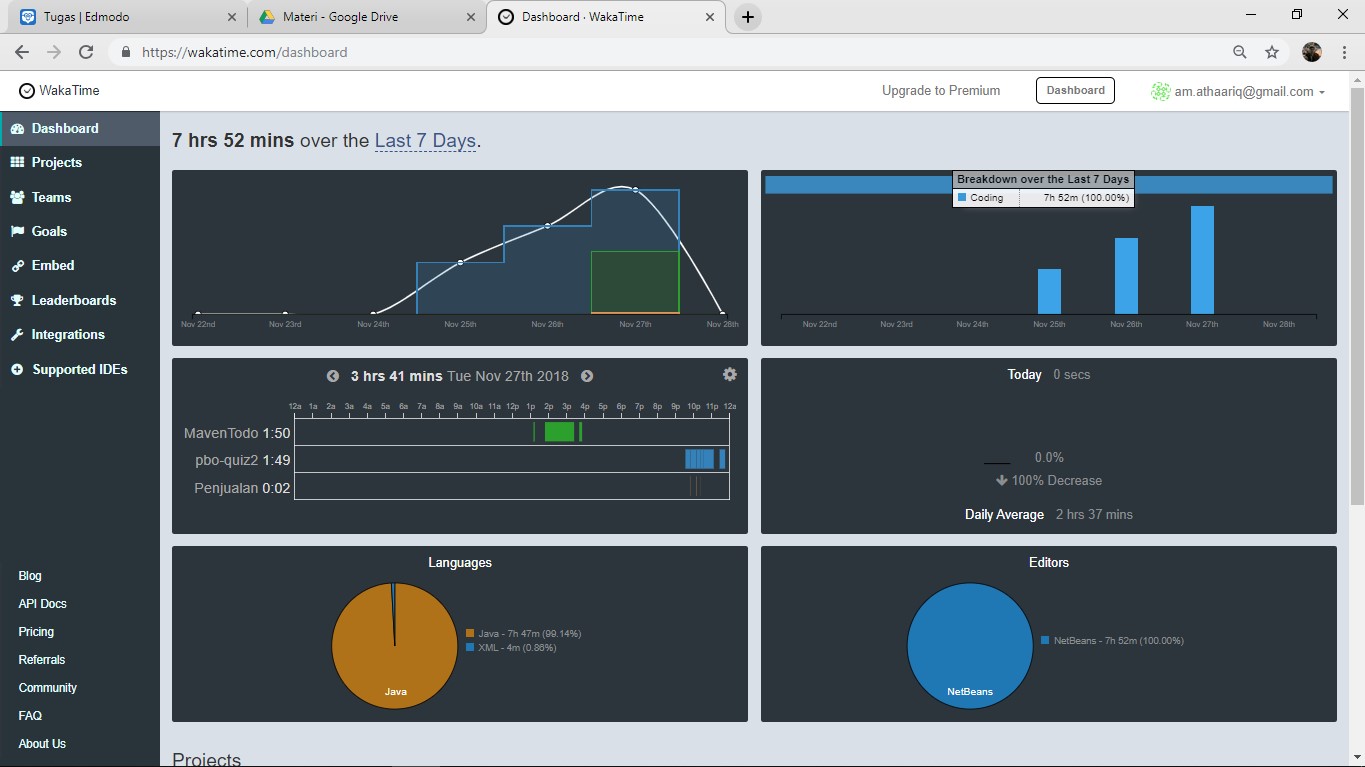 Tugas | Edmodo
Materi - Google Drive
Dashboard · WakaTime
https://wakatime.com/dashboard
WakaTime
Upgrade to Premium
Dashboard
am.athaariq@gmail.com
Dashboard
Projects
Teams
Goals
Embed
Leaderboards
Integrations
Supported IDEs
Blog
API Docs
Pricing
Referrals
Community
FAQ
About Us
7 hrs 52 mins over the Last 7 Days.
Nov 22nd Nov 23rd Nov 24th Nov 25th Nov 26th Nov 27th Nov 28th
Breakdown over the Last 7 Days
Coding 7h 52m (100.00%)
Nov 22nd Nov 23rd Nov 24th Nov 25th Nov 26th Nov 27th Nov 28th
3 hrs 41 mins Tue Nov 27th 2018
12a 1a 2a 3a 4a 5a 6a 7a 8a 9a 10a 11a 12p 1p 2p 3p 4p 5p 6p 7p 8p 9p 10p 11p 12a
MavenTodo 1:50
pbo-quiz2 1:49
Penjualan 0:02
Today 0 secs
0.0%
100% Decrease
Daily Average 2 hrs 37 mins
Languages
Java - 7h 47m (99.14%)
XML - 4m (0.86%)
Java
Editors
NetBeans - 7h 52m (100.00%)
NetBeans
Projects